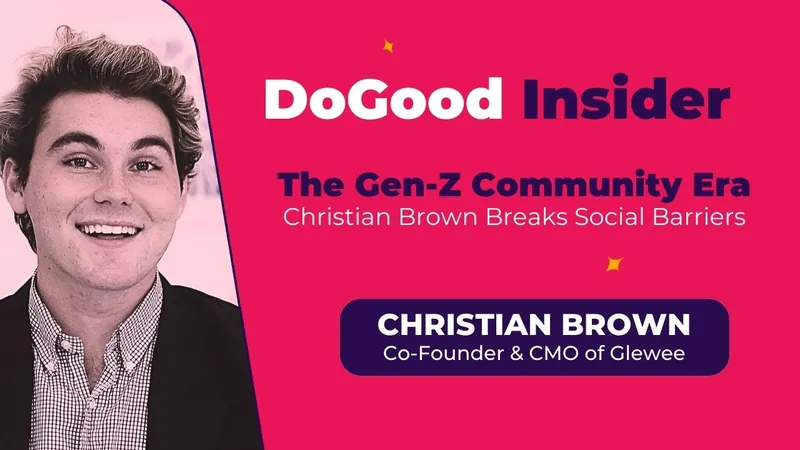 DoGood Insider
The Gen-Z Community Era
Christian Brown Breaks Social Barriers
CHRISTIAN BROWN
Co-Founder & CMO of Glewee